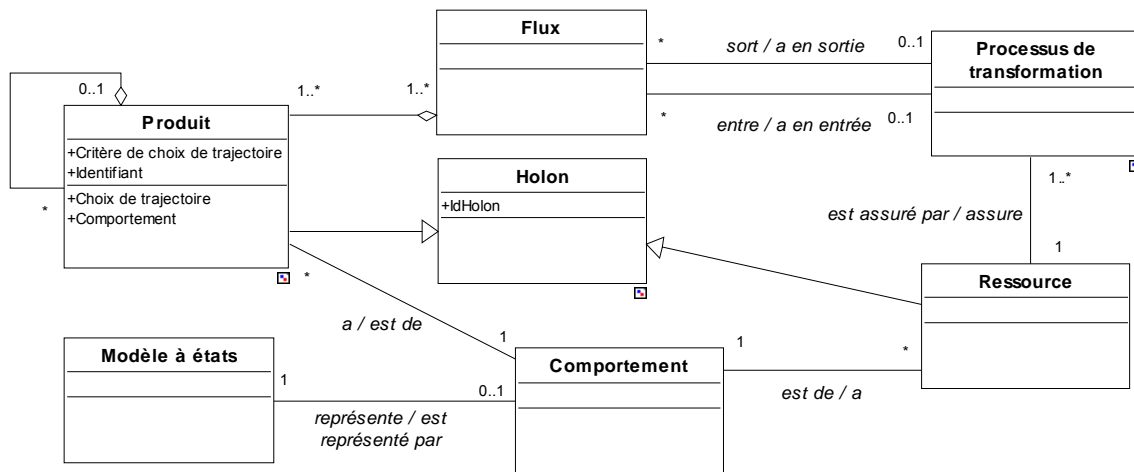 Flux
*
sort / a en sortie
0..1
Processus de
transformation
0..1
1..*
1..*
*
entre / a en entrée
0..1
Produit
+Critère de choix de trajectoire
+Identifiant
+Choix de trajectoire
+Comportement
*
Holon
+IdHolon
1..*
est assuré par / assure
1
Ressource
*
a / est de
1
Modèle à états
1
0..1
représente / est
représenté par
Comportement
1
*
est de / a